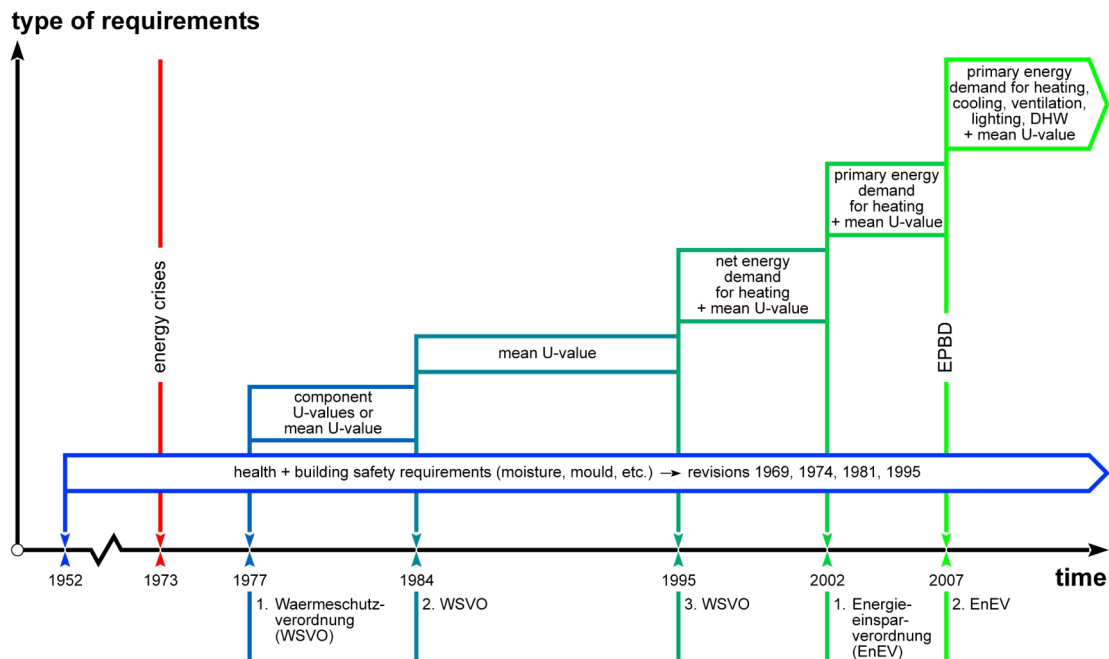 type of requirements
primary energy
demand for heating,
cooling, ventilation,
lighting, DHW
+ mean U-value
primary energy
demand
for heating
+ mean U-value
net energy
demand
for heating
+ mean U-value
energy crises
EPBD
mean U-value
component
U-values or
mean U-value
health + building safety requirements (moisture, mould, etc.) → revisions 1969, 1974, 1981, 1995
1952
1973
1977
1984
1995
2002
2007
time
1. Waermeschutz-
verordnung
(WSVO)
2. WSVO
3. WSVO
1. Energie-
einspar-
verordnung
(EnEV)
2. EnEV